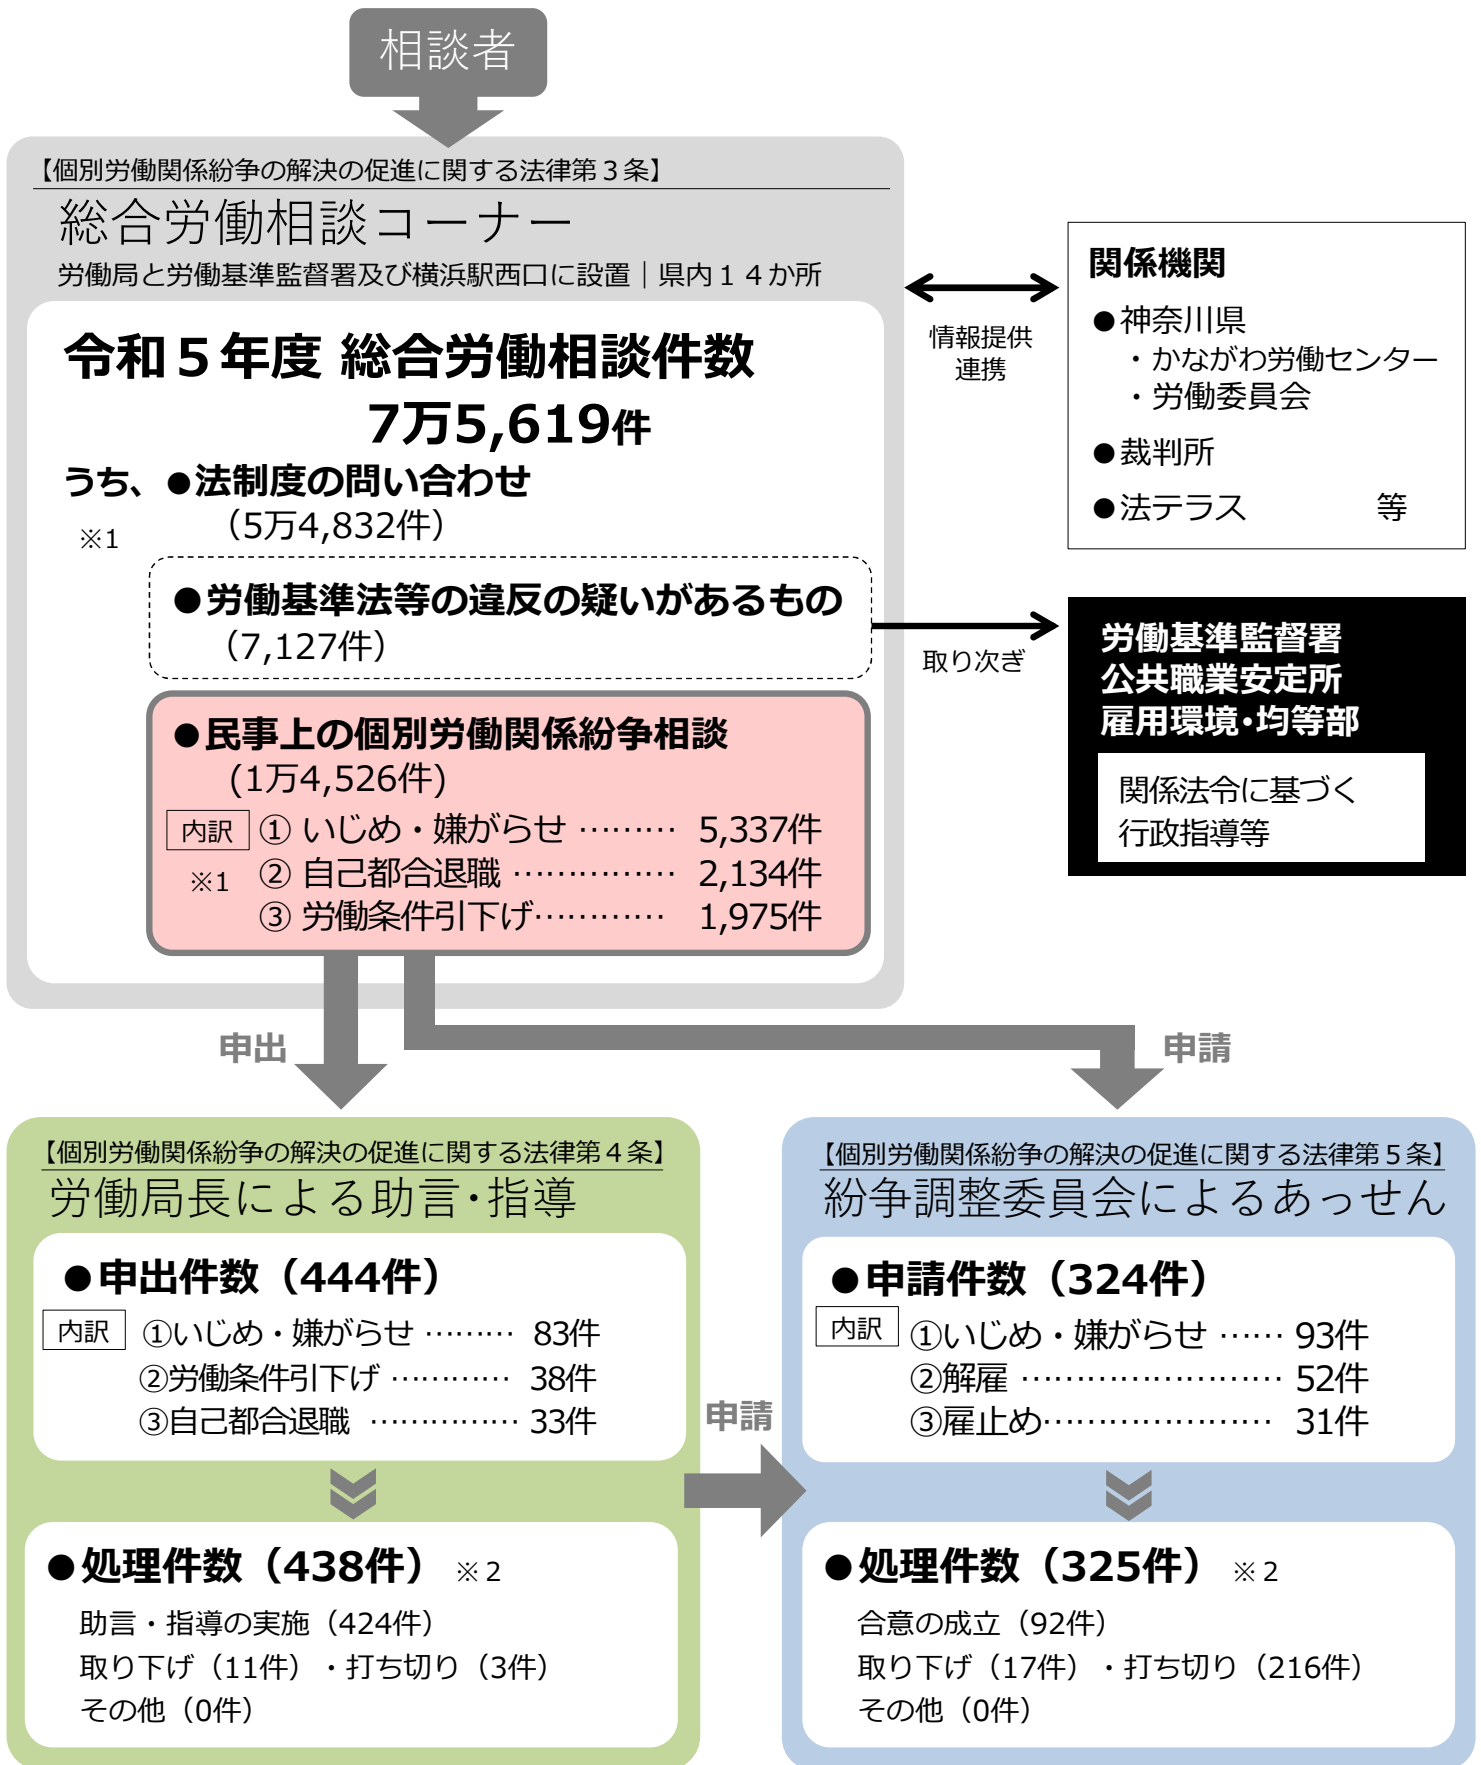 相談者
【個別労働関係紛争の解決の促進に関する法律第３条】
総合労働相談コーナー
労働局と労働基準監督署及び横浜駅西口に設置｜県内１４か所
令和５年度 総合労働相談件数
7万5,619件
うち、●法制度の問い合わせ
※1
（5万4,832件）
●労働基準法等の違反の疑いがあるもの
（7,127件）
●民事上の個別労働関係紛争相談
(1万4,526件)
内訳 ① いじめ・嫌がらせ ……… 5,337件
※1 ② 自己都合退職 …………… 2,134件
③ 労働条件引下げ………… 1,975件
情報提供
連携
関係機関
●神奈川県
・かながわ労働センター
・労働委員会
●裁判所
●法テラス 等
取り次ぎ
労働基準監督署
公共職業安定所
雇用環境・均等部
関係法令に基づく
行政指導等
申出
申請
【個別労働関係紛争の解決の促進に関する法律第４条】
労働局長による助言・指導
●申出件数（444件）
内訳 ①いじめ・嫌がらせ ……… 83件
②労働条件引下げ ………… 38件
③自己都合退職 …………… 33件
●処理件数（438件） ※２
助言・指導の実施（424件）
取り下げ（11件）・打ち切り（3件）
その他（0件）
申請
【個別労働関係紛争の解決の促進に関する法律第５条】
紛争調整委員会によるあっせん
●申請件数（324件）
内訳 ①いじめ・嫌がらせ …… 93件
②解雇 …………………… 52件
③雇止め………………… 31件
●処理件数（325件） ※２
合意の成立（92件）
取り下げ（17件）・打ち切り（216件）
その他（0件）